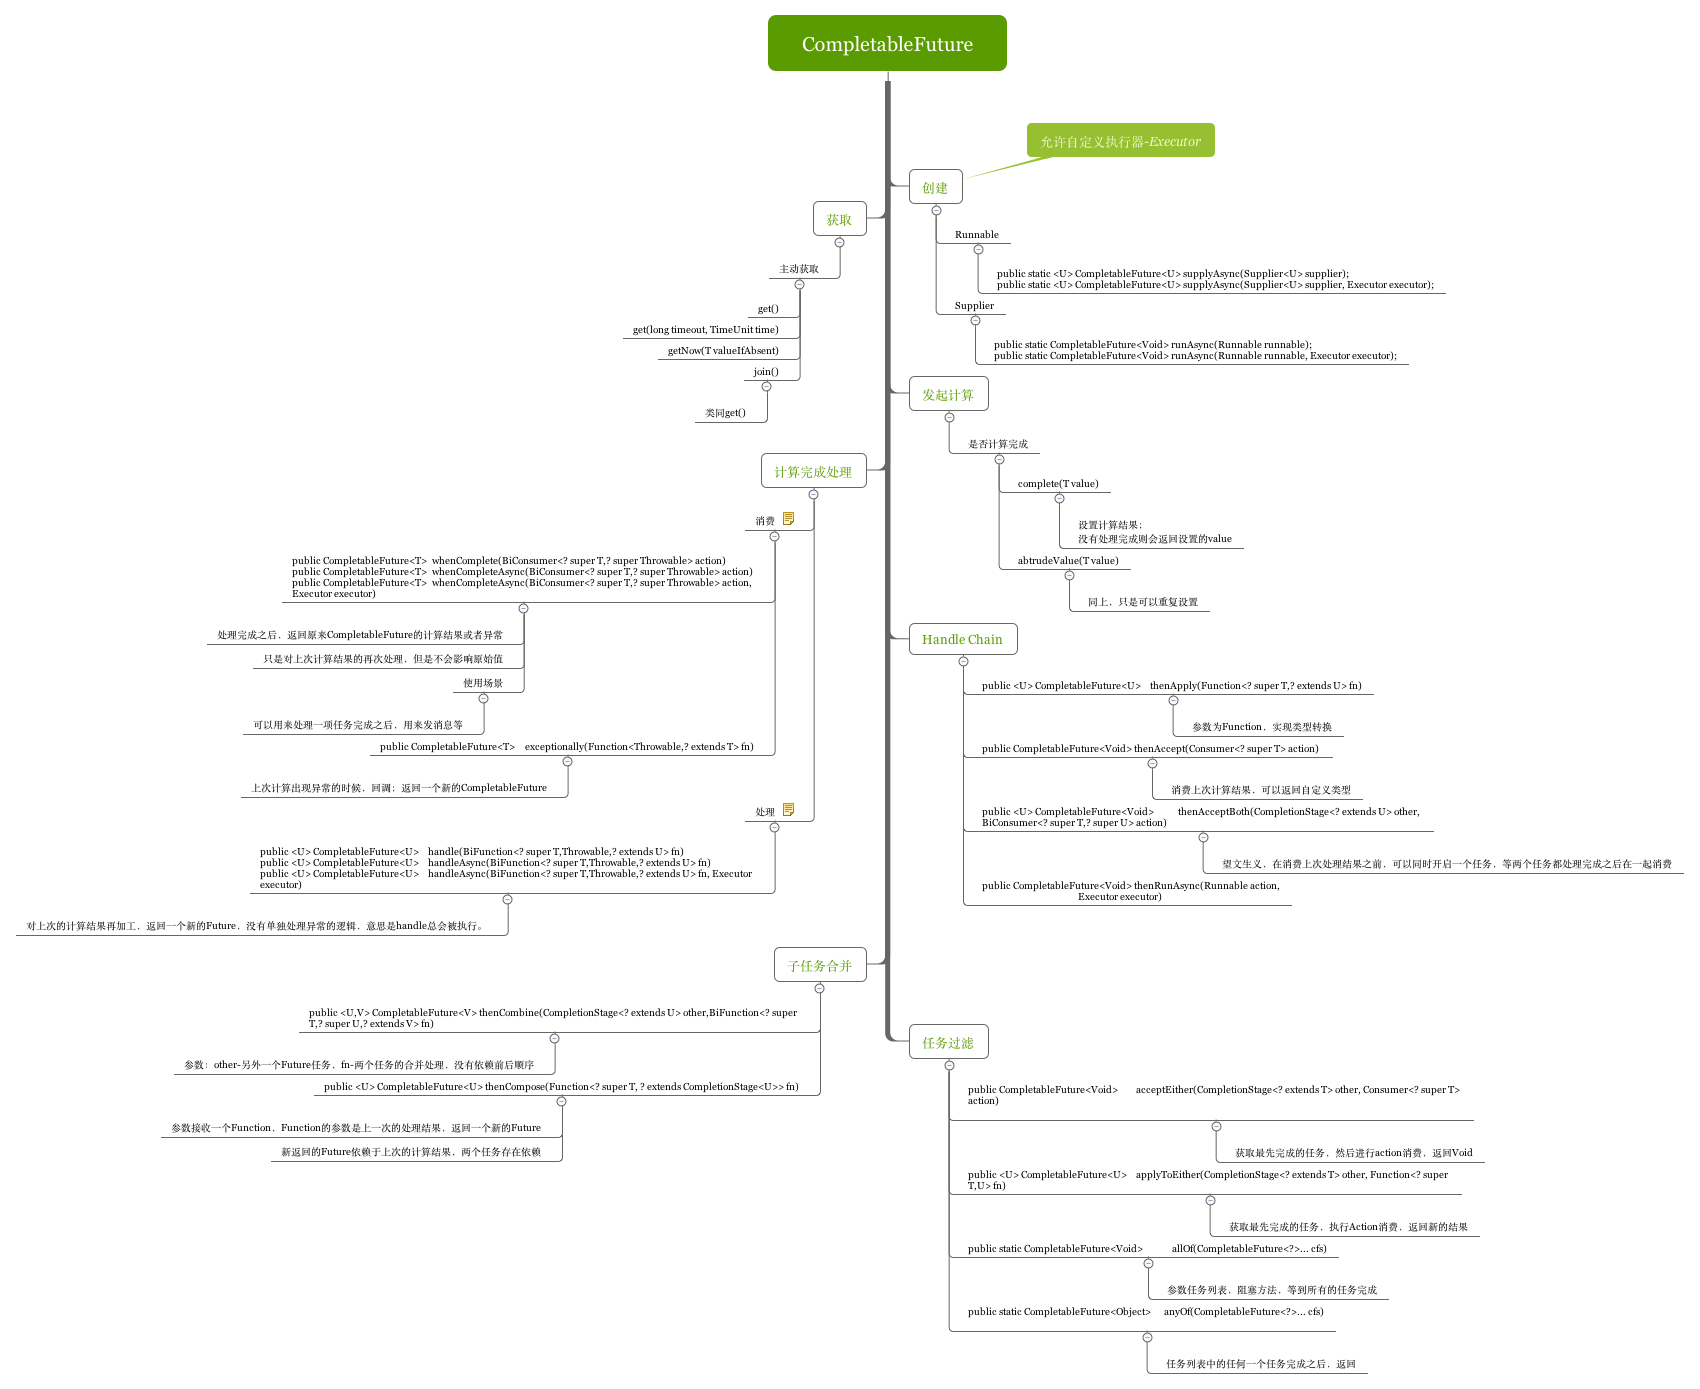 CompletableFuture
允许自定义执行器-Executor
创建
Runnable
public static <U> CompletableFuture<U> supplyAsync(Supplier<U> supplier);
public static <U> CompletableFuture<U> supplyAsync(Supplier<U> supplier, Executor executor);
Supplier
public static CompletableFuture<Void> runAsync(Runnable runnable);
public static CompletableFuture<Void> runAsync(Runnable runnable, Executor executor);
发起计算
是否计算完成
complete(T value)
设置计算结果；
没有处理完成则会返回设置的value
abtrudeValue(T value)
同上，只是可以重复设置
Handle Chain
public <U> CompletableFuture<U> thenApply(Function<? super T,? extends U> fn)
参数为Function，实现类型转换
public CompletableFuture<Void> thenAccept(Consumer<? super T> action)
消费上次计算结果，可以返回自定义类型
public <U> CompletableFuture<Void> thenAcceptBoth(CompletionStage<? extends U> other,
BiConsumer<? super T,? super U> action)
望文生义，在消费上次处理结果之前，可以同时开启一个任务，等两个任务都处理完成之后在一起消费
public CompletableFuture<Void> thenRunAsync(Runnable action,
Executor executor)
任务过滤
public CompletableFuture<Void> acceptEither(CompletionStage<? extends T> other, Consumer<? super T>
action)
获取最先完成的任务，然后进行action消费，返回Void
public <U> CompletableFuture<U> applyToEither(CompletionStage<? extends T> other, Function<? super
T,U> fn)
获取最先完成的任务，执行Action消费，返回新的结果
public static CompletableFuture<Void> allOf(CompletableFuture<?>... cfs)
参数任务列表，阻塞方法，等到所有的任务完成
public static CompletableFuture<Object> anyOf(CompletableFuture<?>... cfs)
任务列表中的任何一个任务完成之后，返回
获取
主动获取
get()
get(long timeout, TimeUnit time)
getNow(T valueIfAbsent)
join()
类同get()
计算完成处理
消费
public CompletableFuture<T> whenComplete(BiConsumer<? super T,? super Throwable> action)
public CompletableFuture<T> whenCompleteAsync(BiConsumer<? super T,? super Throwable> action)
public CompletableFuture<T> whenCompleteAsync(BiConsumer<? super T,? super Throwable> action,
Executor executor)
处理完成之后，返回原来CompletableFuture的计算结果或者异常
只是对上次计算结果的再次处理，但是不会影响原始值
使用场景
可以用来处理一项任务完成之后，用来发消息等
public CompletableFuture<T> exceptionally(Function<Throwable,? extends T> fn)
上次计算出现异常的时候，回调；返回一个新的CompletableFuture
处理
public <U> CompletableFuture<U> handle(BiFunction<? super T,Throwable,? extends U> fn)
public <U> CompletableFuture<U> handleAsync(BiFunction<? super T,Throwable,? extends U> fn)
public <U> CompletableFuture<U> handleAsync(BiFunction<? super T,Throwable,? extends U> fn, Executor
executor)
对上次的计算结果再加工，返回一个新的Future，没有单独处理异常的逻辑，意思是handle总会被执行。
子任务合并
public <U,V> CompletableFuture<V> thenCombine(CompletionStage<? extends U> other,BiFunction<? super
T,? super U,? extends V> fn)
参数：other-另外一个Future任务，fn-两个任务的合并处理，没有依赖前后顺序
public <U> CompletableFuture<U> thenCompose(Function<? super T, ? extends CompletionStage<U>> fn)
参数接收一个Function，Function的参数是上一次的处理结果，返回一个新的Future
新返回的Future依赖于上次的计算结果，两个任务存在依赖